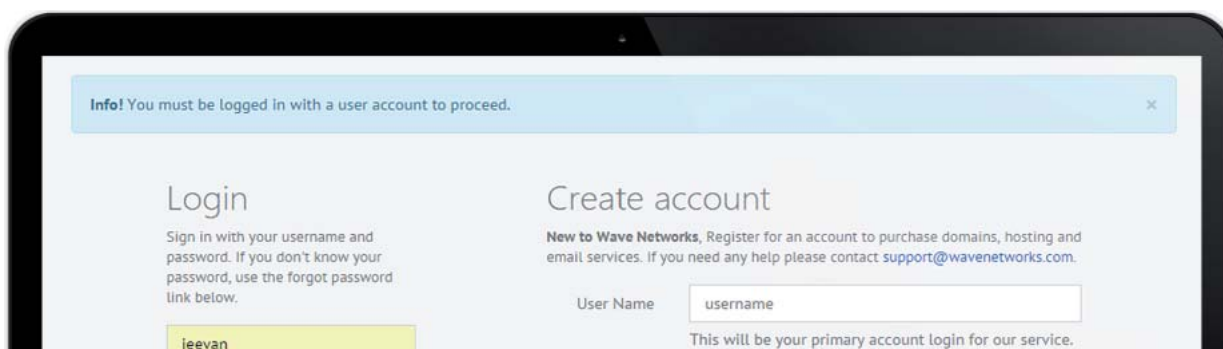 Info! You must be logged in with a user account to proceed. ×
Login
Sign in with your username and
password. If you don't know your
password, use the forgot password
link below.
jeevan
Create account
New to Wave Networks, Register for an account to purchase domains, hosting and
email services. If you need any help please contact support@wavenetworks.com.
User Name
username
This will be your primary account login for our service.